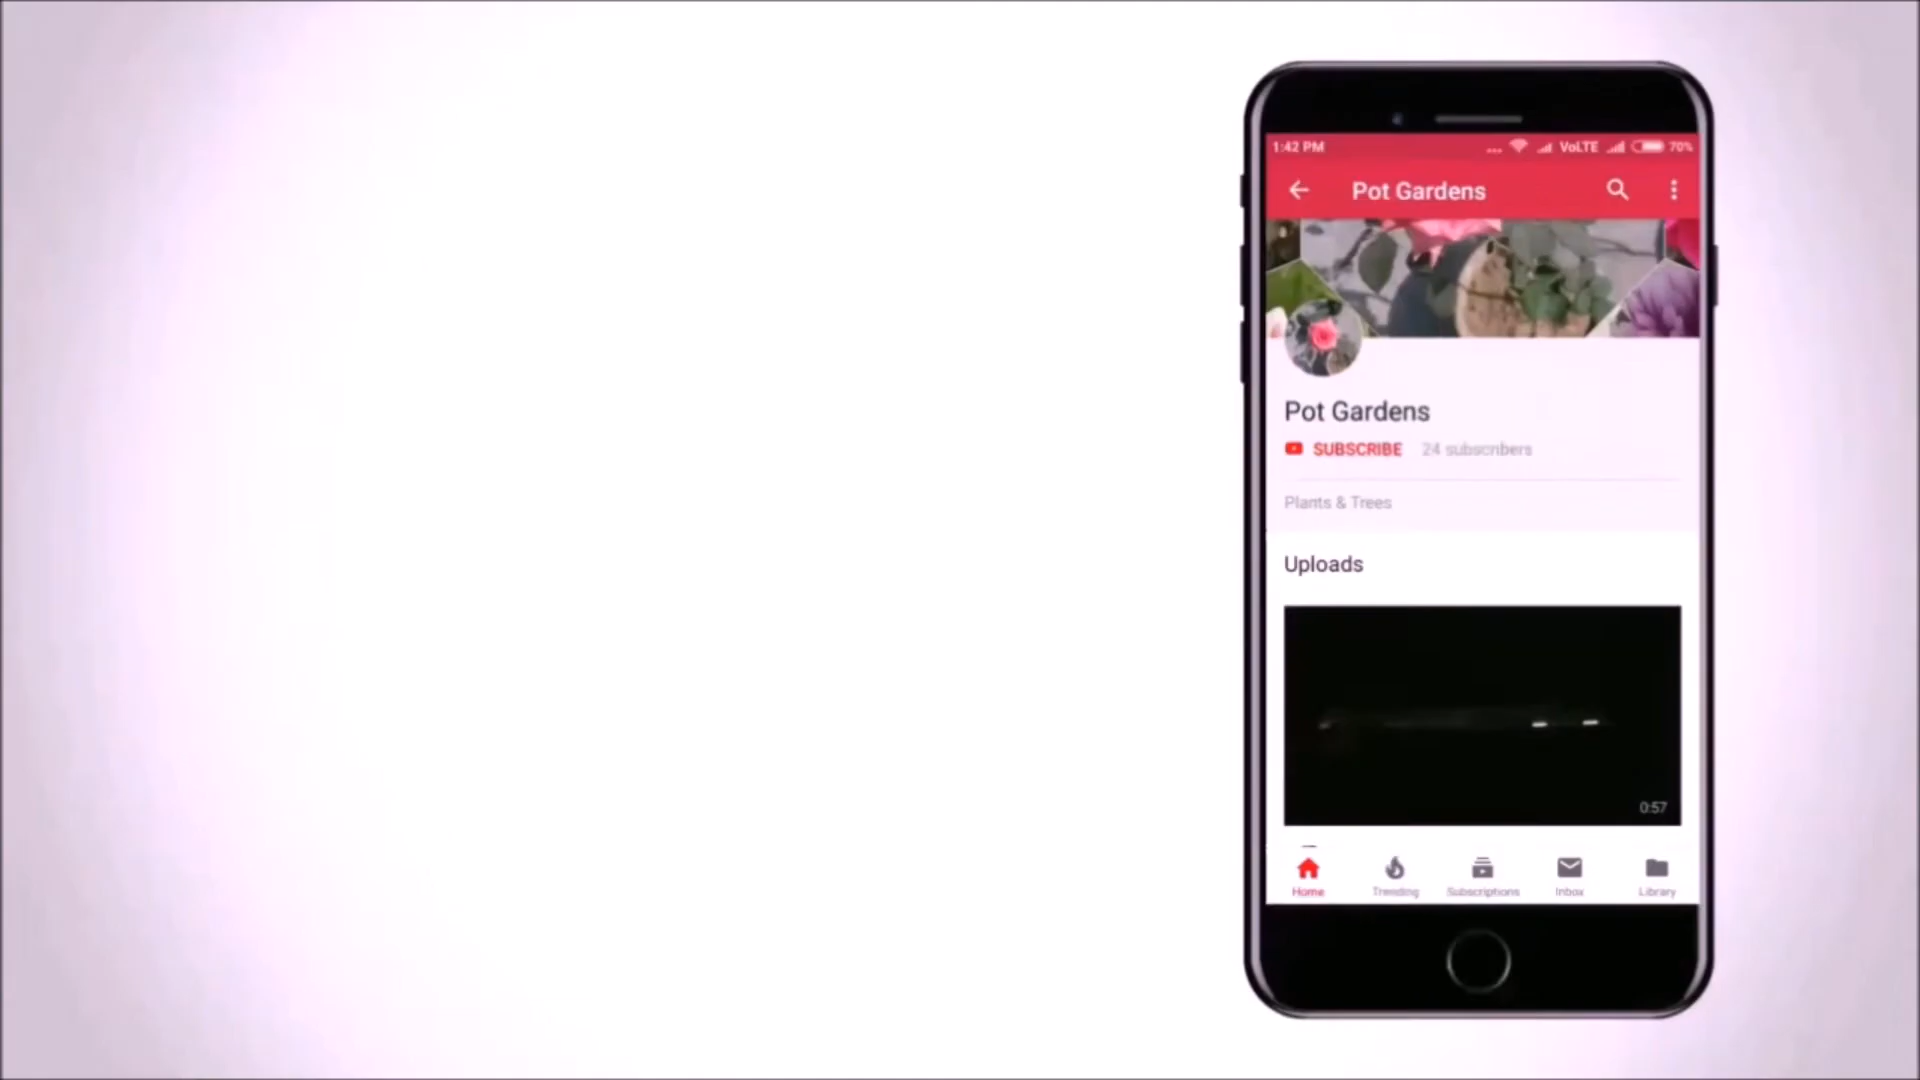 1:42 PM ... VoLTE 70%
Pot Gardens
Pot Gardens
SUBSCRIBE 24 subscribers
Plants & Trees
Uploads
0:57
Home Trending Subscriptions Inbox Library